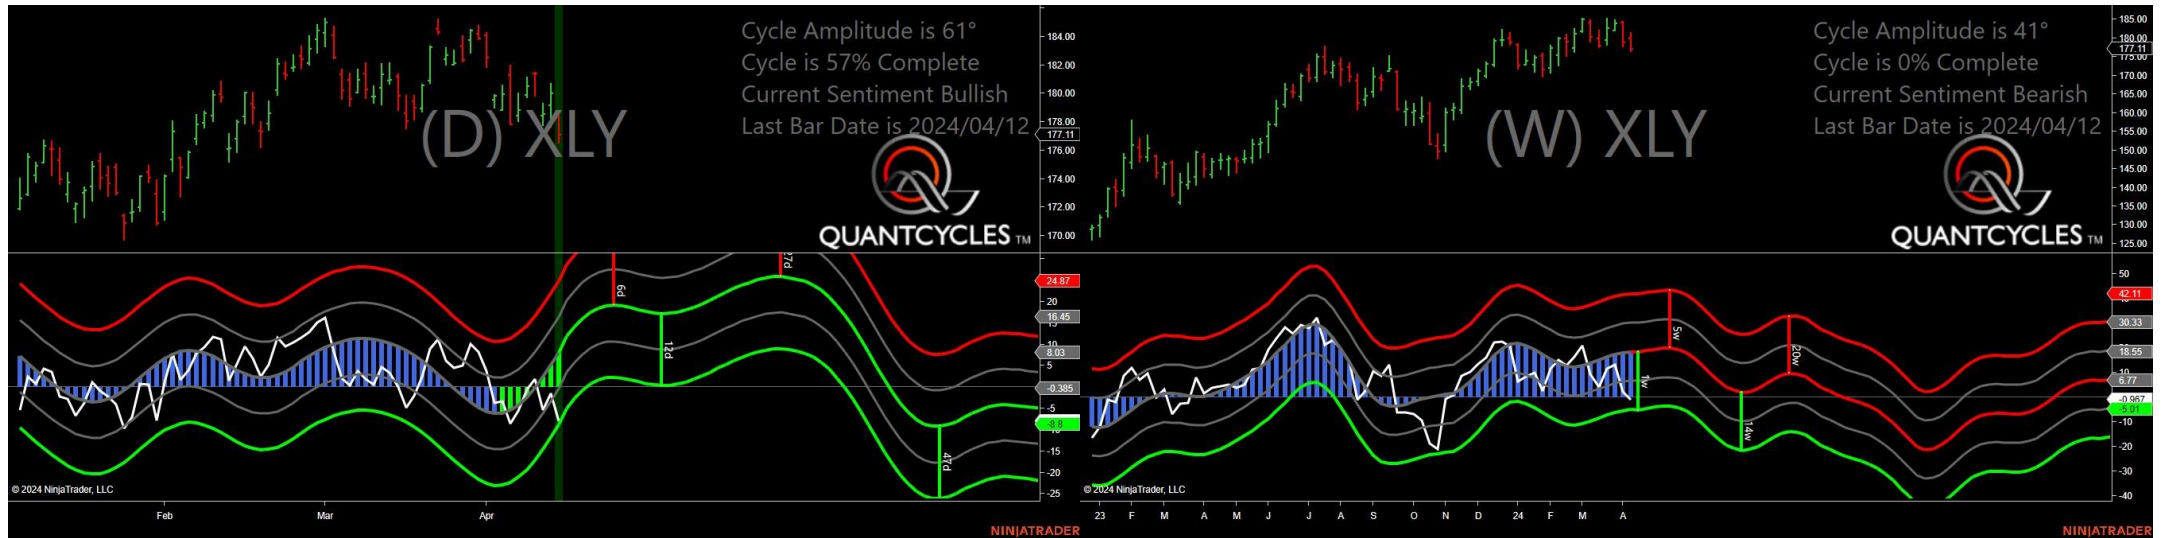 Cycle Amplitude is 61°
Cycle is 57% Complete
Current Sentiment Bullish
Last Bar Date is 2024/04/12
(D) XLY
QUANTCYCLES TM
184.00
182.00
180.00
178.00
177.11
176.00
174.00
172.00
170.00
6d
27d
12d
47d
24.87
20
16.45
15
10
8.03
5
-0.385
-5
-8.8
-15
-20
-25
© 2024 NinjaTrader, LLC
Feb
Mar
Apr
NINJATRADER
Cycle Amplitude is 41°
Cycle is 0% Complete
Current Sentiment Bearish
Last Bar Date is 2024/04/12
(W) XLY
QUANTCYCLES TM
185.00
180.00
177.11
175.00
170.00
165.00
160.00
155.00
150.00
145.00
140.00
135.00
130.00
125.00
5w
20w
1w
14w
50
42.11
30.33
18.55
10
6.77
-0.967
-5.01
-10
-20
-30
-40
© 2024 NinjaTrader, LLC
23
F
M
A
M
J
J
A
S
O
N
D
24
F
M
A
NINJATRADER